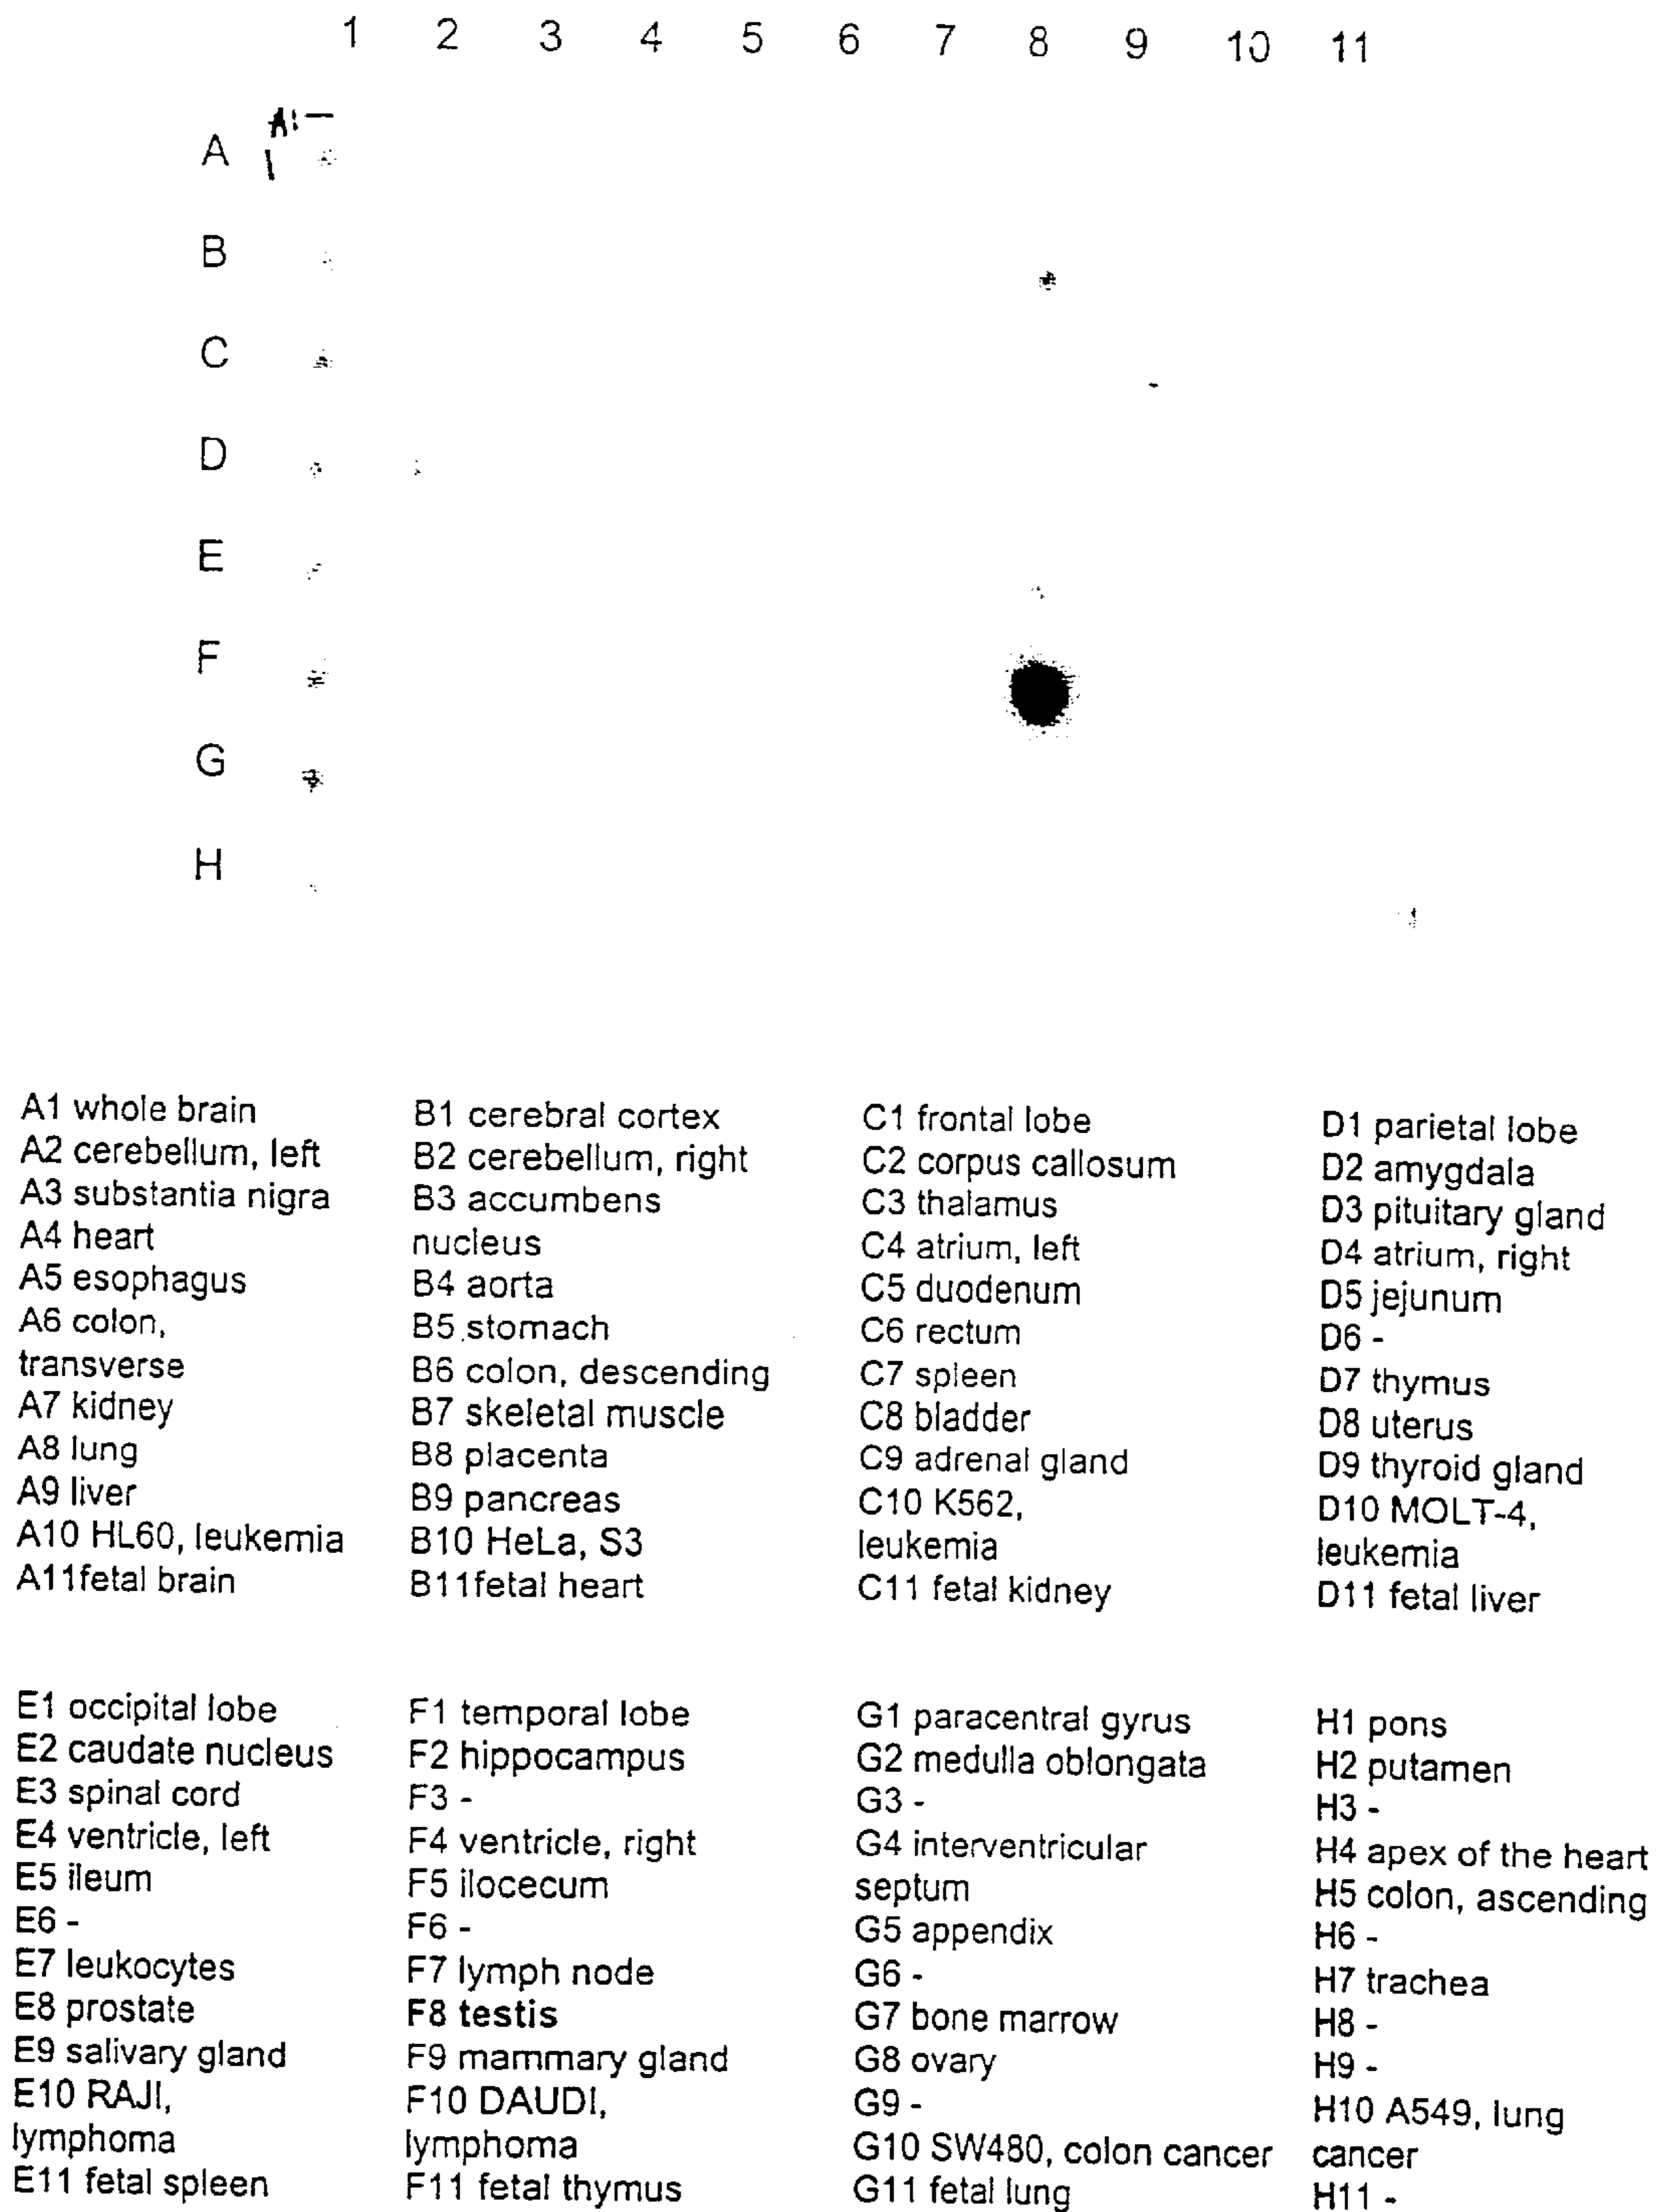 1 2 3 4 5 6 7 8 9 10 11
A1
A
B
C
D
E
F
G
H
A1 whole brain
A2 cerebellum, left
A3 substantia nigra
A4 heart
A5 esophagus
A6 colon,
transverse
A7 kidney
A8 lung
A9 liver
A10 HL60, leukemia
A11fetal brain
B1 cerebral cortex
B2 cerebellum, right
B3 accumbens
nucleus
B4 aorta
B5 stomach
B6 colon, descending
B7 skeletal muscle
B8 placenta
B9 pancreas
B10 HeLa, S3
B11fetal heart
C1 frontal lobe
C2 corpus callosum
C3 thalamus
C4 atrium, left
C5 duodenum
C6 rectum
C7 spleen
C8 bladder
C9 adrenal gland
C10 K562,
leukemia
C11 fetal kidney
D1 parietal lobe
D2 amygdala
D3 pituitary gland
D4 atrium, right
D5 jejunum
D6 -
D7 thymus
D8 uterus
D9 thyroid gland
D10 MOLT-4,
leukemia
D11 fetal liver
E1 occipital lobe
E2 caudate nucleus
E3 spinal cord
E4 ventricle, left
E5 ileum
E6 -
E7 leukocytes
E8 prostate
E9 salivary gland
E10 RAJI,
lymphoma
E11 fetal spleen
F1 temporal lobe
F2 hippocampus
F3 -
F4 ventricle, right
F5 ilocecum
F6 -
F7 lymph node
F8 testis
F9 mammary gland
F10 DAUDI,
lymphoma
F11 fetal thymus
G1 paracentral gyrus
G2 medulla oblongata
G3 -
G4 interventricular
septum
G5 appendix
G6 -
G7 bone marrow
G8 ovary
G9 -
G10 SW480, colon cancer
G11 fetal lung
H1 pons
H2 putamen
H3 -
H4 apex of the heart
H5 colon, ascending
H6 -
H7 trachea
H8 -
H9 -
H10 A549, lung
cancer
H11 -